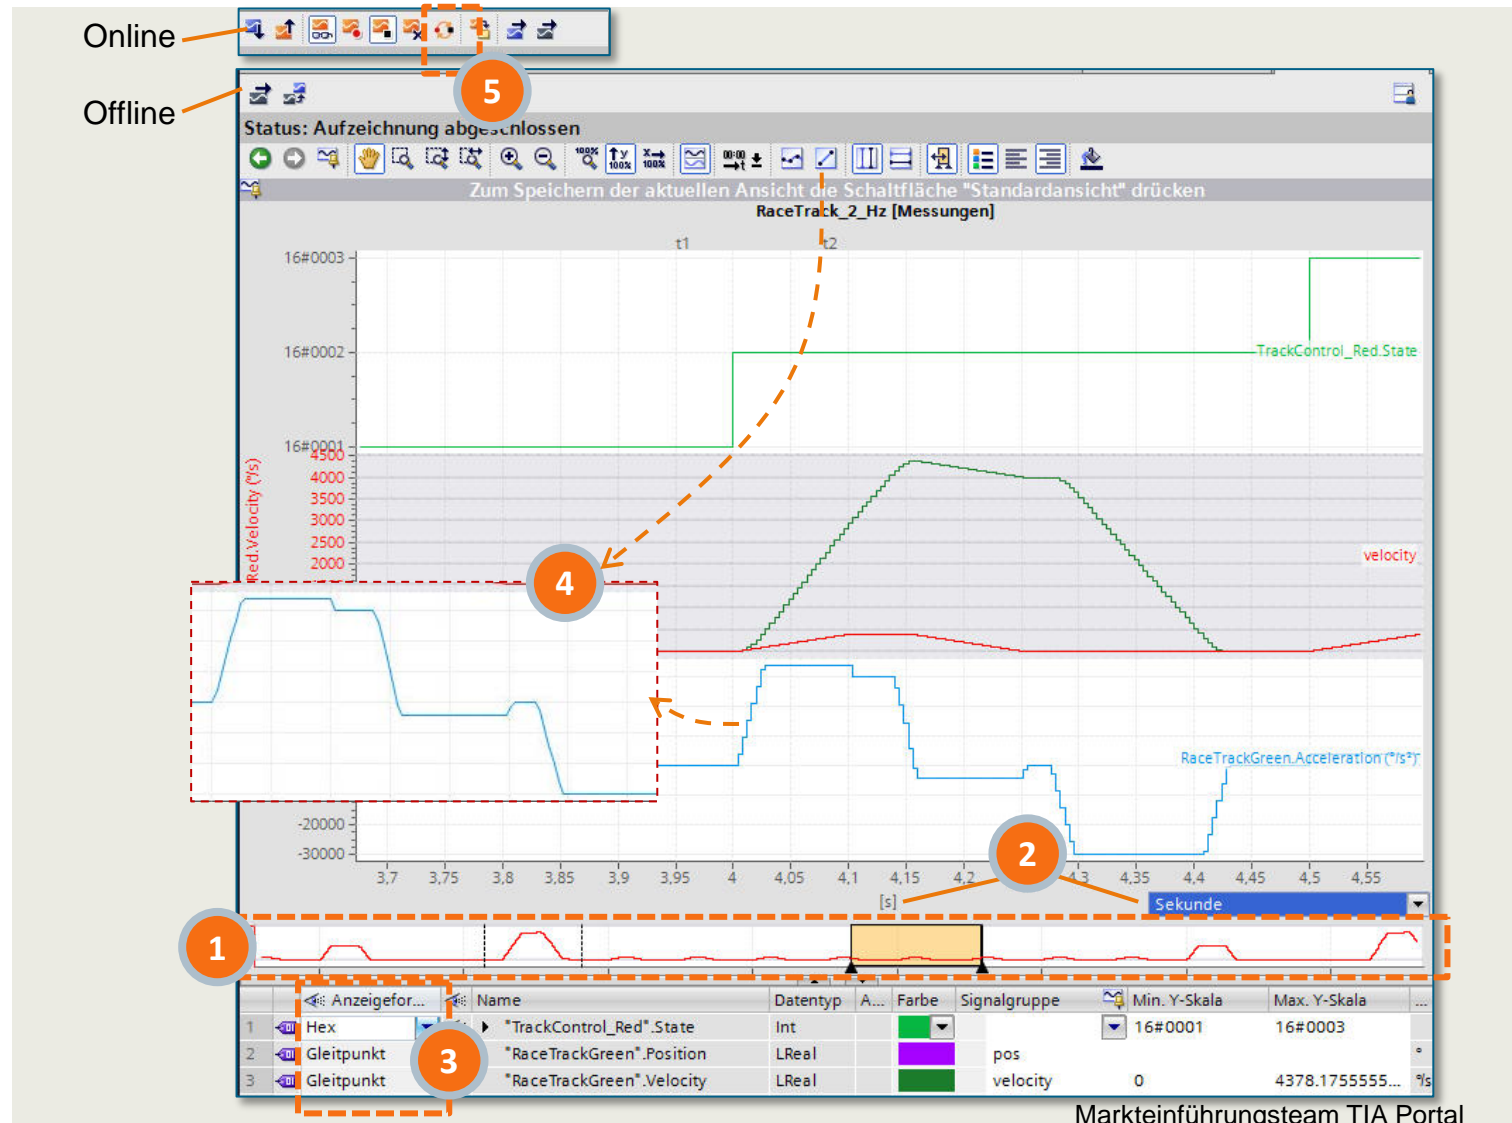 Online
5
Offline
Status: Aufzeichnung abgeschlossen
Zum Speichern der aktuellen Ansicht die Schaltfläche "Standardansicht" drücken
RaceTrack_2_Hz [Messungen]
t1 t2
16#0003
16#0002
TrackControl_Red.State
16#0001
4500
4000
3500
3000
2500
2000
Red.Velocity (°/s)
velocity
4
RaceTrackGreen.Acceleration (°/s²)
-20000
-30000
2
3,7 3,75 3,8 3,85 3,9 3,95 4 4,05 4,1 4,15 4,2 4,3 4,35 4,4 4,45 4,5 4,55
[s]
Sekunde
1
Anzeigefor... Name Datentyp A... Farbe Signalgruppe Min. Y-Skala Max. Y-Skala ...
1 Hex "TrackControl_Red".State Int 16#0001 16#0003
2 Gleitpunkt "RaceTrackGreen".Position LReal pos °
3 Gleitpunkt "RaceTrackGreen".Velocity LReal velocity 0 4378.1755555... °/s
3
Markteinführungsteam TIA Portal